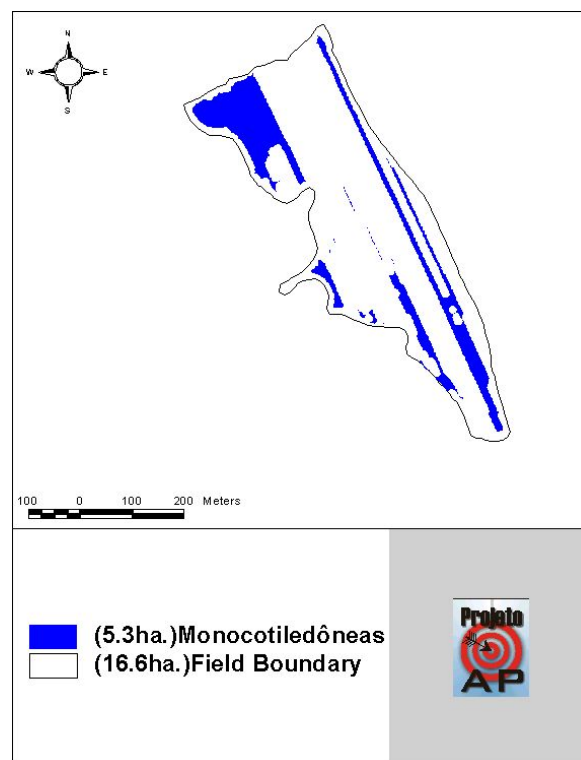 N
W E
S
100 0 100 200 Meters
(5.3ha.)Monocotiledôneas
(16.6ha.)Field Boundary
Projeto
AP